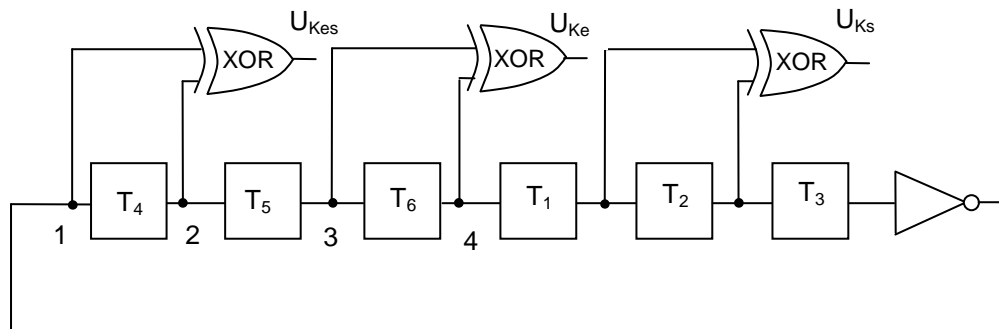 U_Kes U_Ke U_Ks
XOR XOR XOR
T_4 T_5 T_6 T_1 T_2 T_3
1 2 3 4